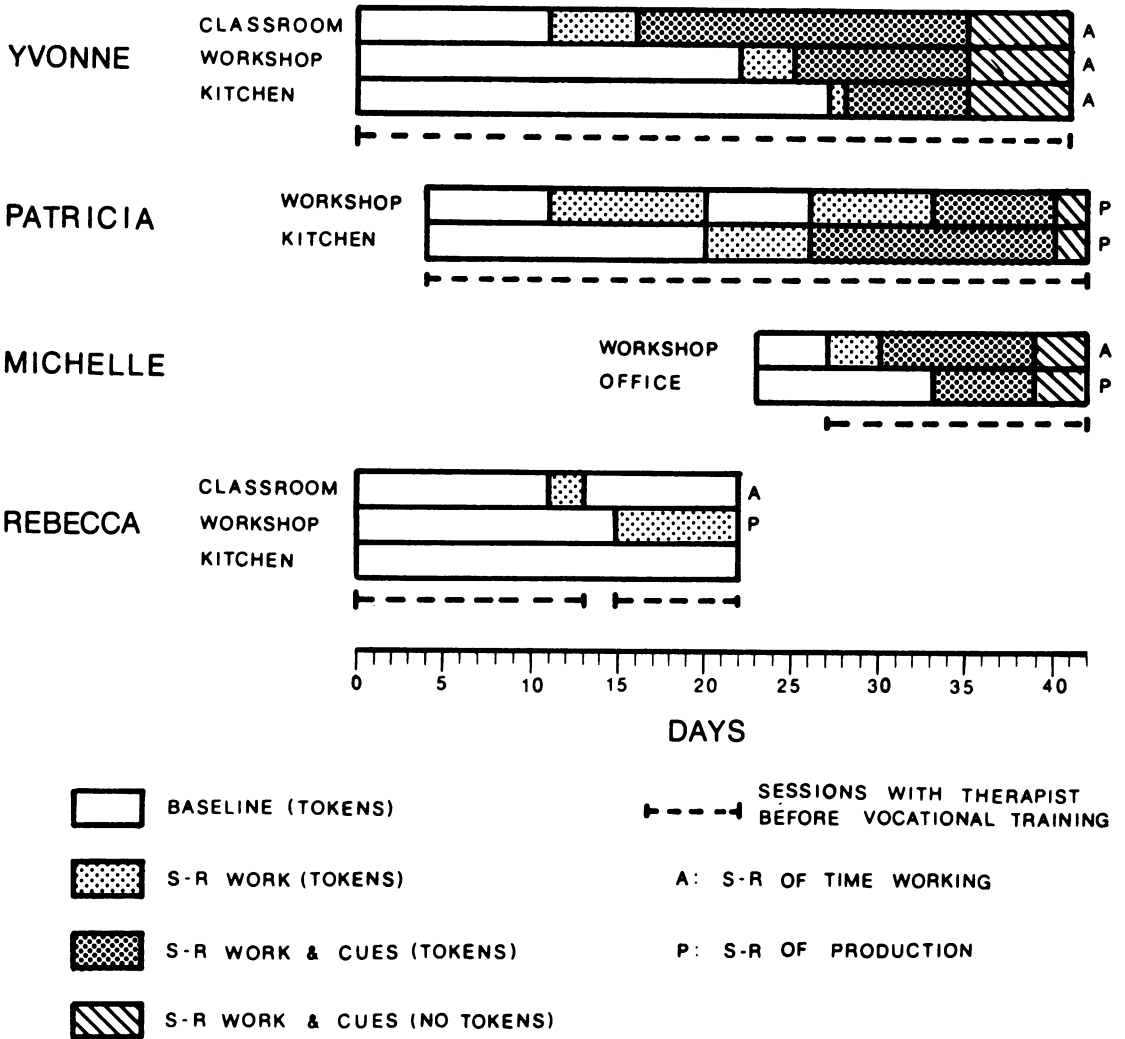 YVONNE
CLASSROOM A
WORKSHOP A
KITCHEN A
PATRICIA
WORKSHOP P
KITCHEN P
MICHELLE
WORKSHOP A
OFFICE P
REBECCA
CLASSROOM A
WORKSHOP P
KITCHEN
0 5 10 15 20 25 30 35 40
DAYS
BASELINE (TOKENS)
S-R WORK (TOKENS)
S-R WORK & CUES (TOKENS)
S-R WORK & CUES (NO TOKENS)
SESSIONS WITH THERAPIST
BEFORE VOCATIONAL TRAINING
A: S-R OF TIME WORKING
P: S-R OF PRODUCTION